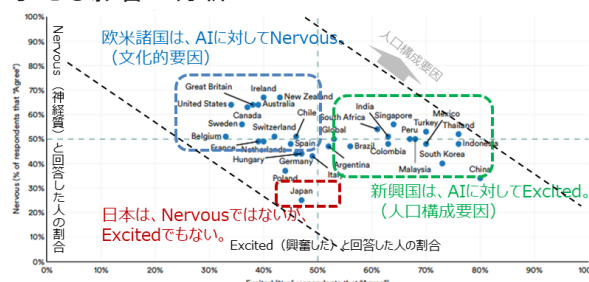 100%
90%
80%
70%
60%
50%
40%
30%
20%
10%
0%
Nervous (% of respondents that "Agree")
Nervous（神経質）と回答した人の割合
欧米諸国は、AIに対してNervous。
（文化的要因）
人口構成要因
Great Britain
Ireland
New Zealand
United States
Australia
Canada
Chile
Sweden
Switzerland
Belgium
France
Netherlands
Spain
Hungary
Germany
Poland
Italy
Japan
India
Singapore
Mexico
South Africa
Turkey
Thailand
Global
Peru
Indonesia
Brazil
Colombia
South Korea
Argentina
Malaysia
China
新興国は、AIに対してExcited。
（人口構成要因）
日本は、Nervousではないが、
Excitedでもない。
Excited（興奮した）と回答した人の割合
0%
10%
20%
30%
40%
50%
60%
70%
80%
90%